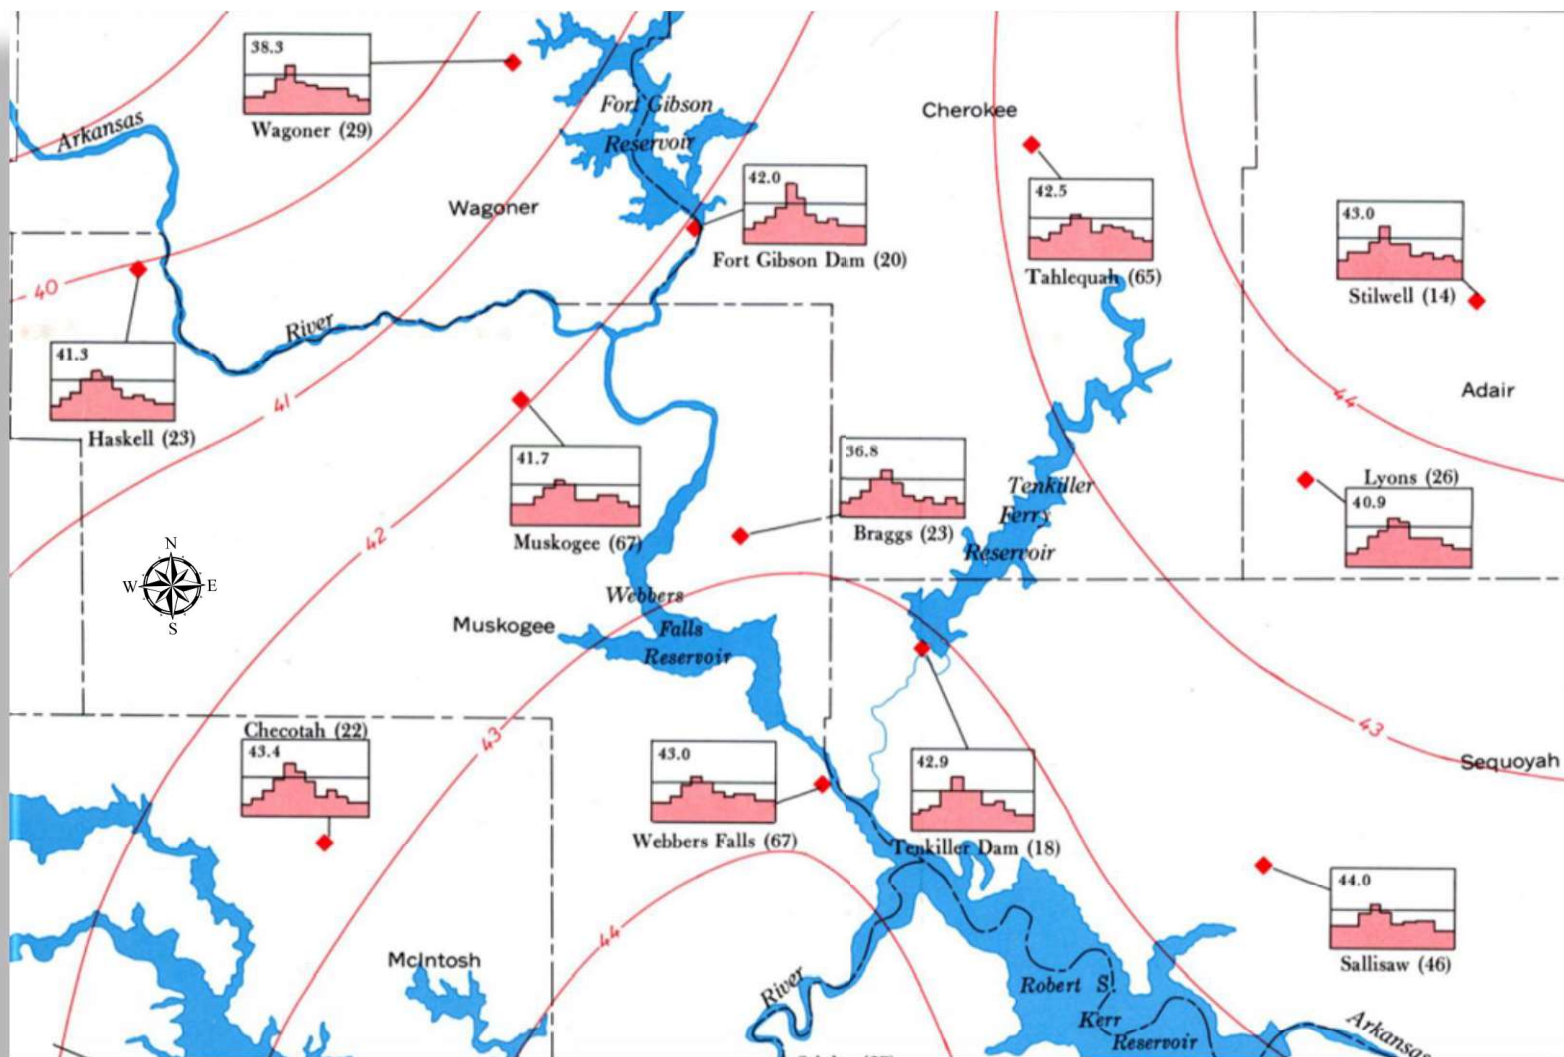 38.3
Wagoner (29)
Arkansas
Fort Gibson
Reservoir
Cherokee
42.5
Tahlequah (65)
43.0
Stilwell (14)
Wagoner
42.0
Fort Gibson Dam (20)
40
River
41.3
Haskell (23)
41
44
Adair
41.7
Muskogee (67)
36.8
Braggs (23)
Tenkiller
Ferry
Reservoir
Lyons (26)
40.9
42
N
W E
S
Webbers
Falls
Reservoir
Muskogee
43
43
Sequoyah
Checotah (22)
43.4
43.0
Webbers Falls (67)
42.9
Tenkiller Dam (18)
44.0
Sallisaw (46)
44
McIntosh
River
Robert S.
Kerr
Reservoir
Arkansas